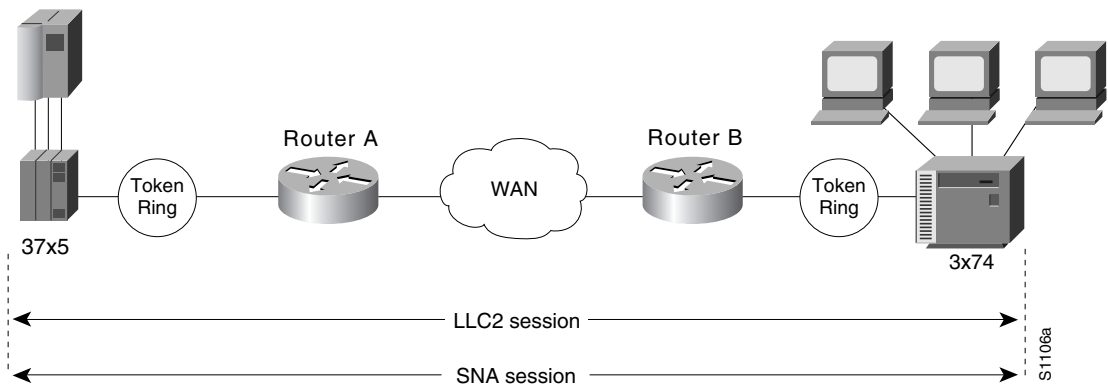 Router A
Router B
Token
Ring
WAN
Token
Ring
37x5
3x74
LLC2 session
SNA session
S1106a